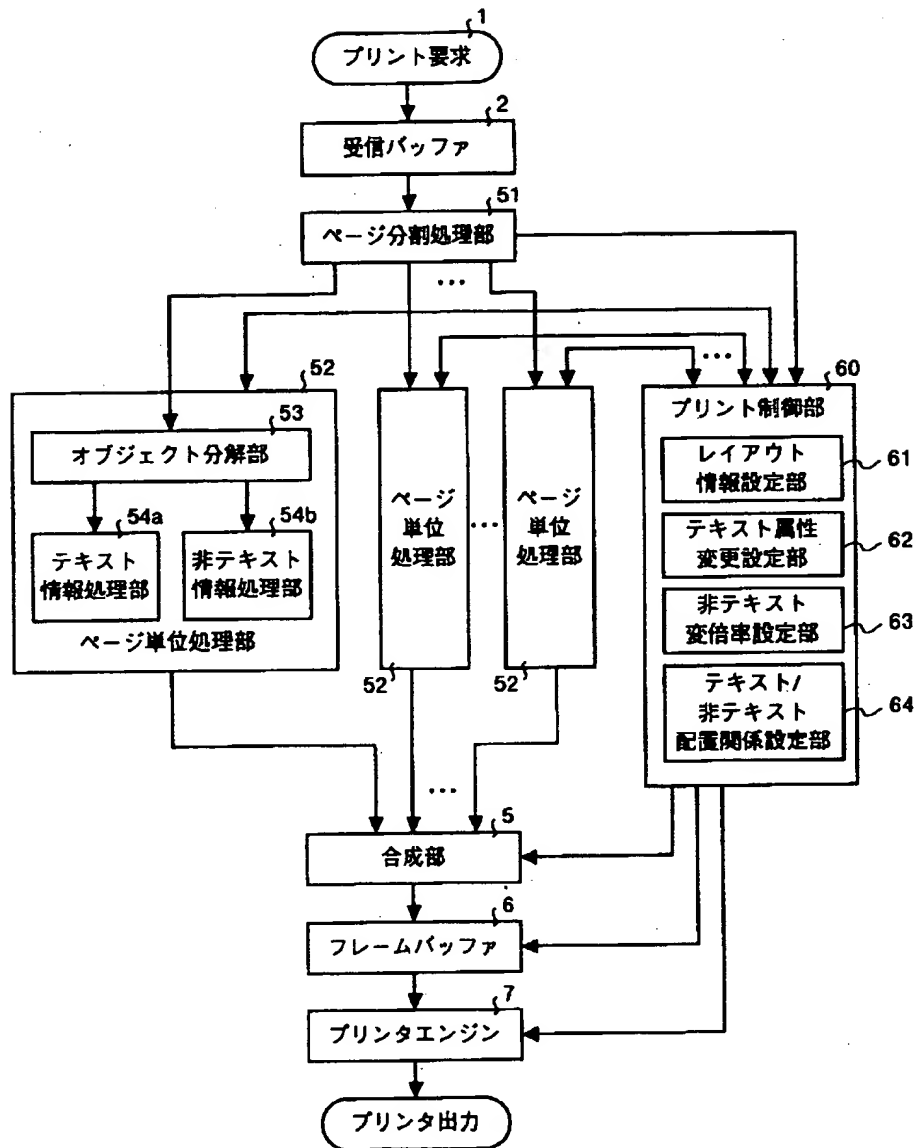 1
プリント要求
2
受信バッファ
51
ページ分割処理部
...
...
52
53
オブジェクト分解部
54a
テキスト
情報処理部
54b
非テキスト
情報処理部
ページ単位処理部
ページ
単位
処理部
52
...
ページ
単位
処理部
52
60
プリント制御部
レイアウト
情報設定部
61
テキスト属性
変更設定部
62
非テキスト
変倍率設定部
63
テキスト/
非テキスト
配置関係設定部
64
...
5
合成部
6
フレームバッファ
7
プリンタエンジン
プリンタ出力